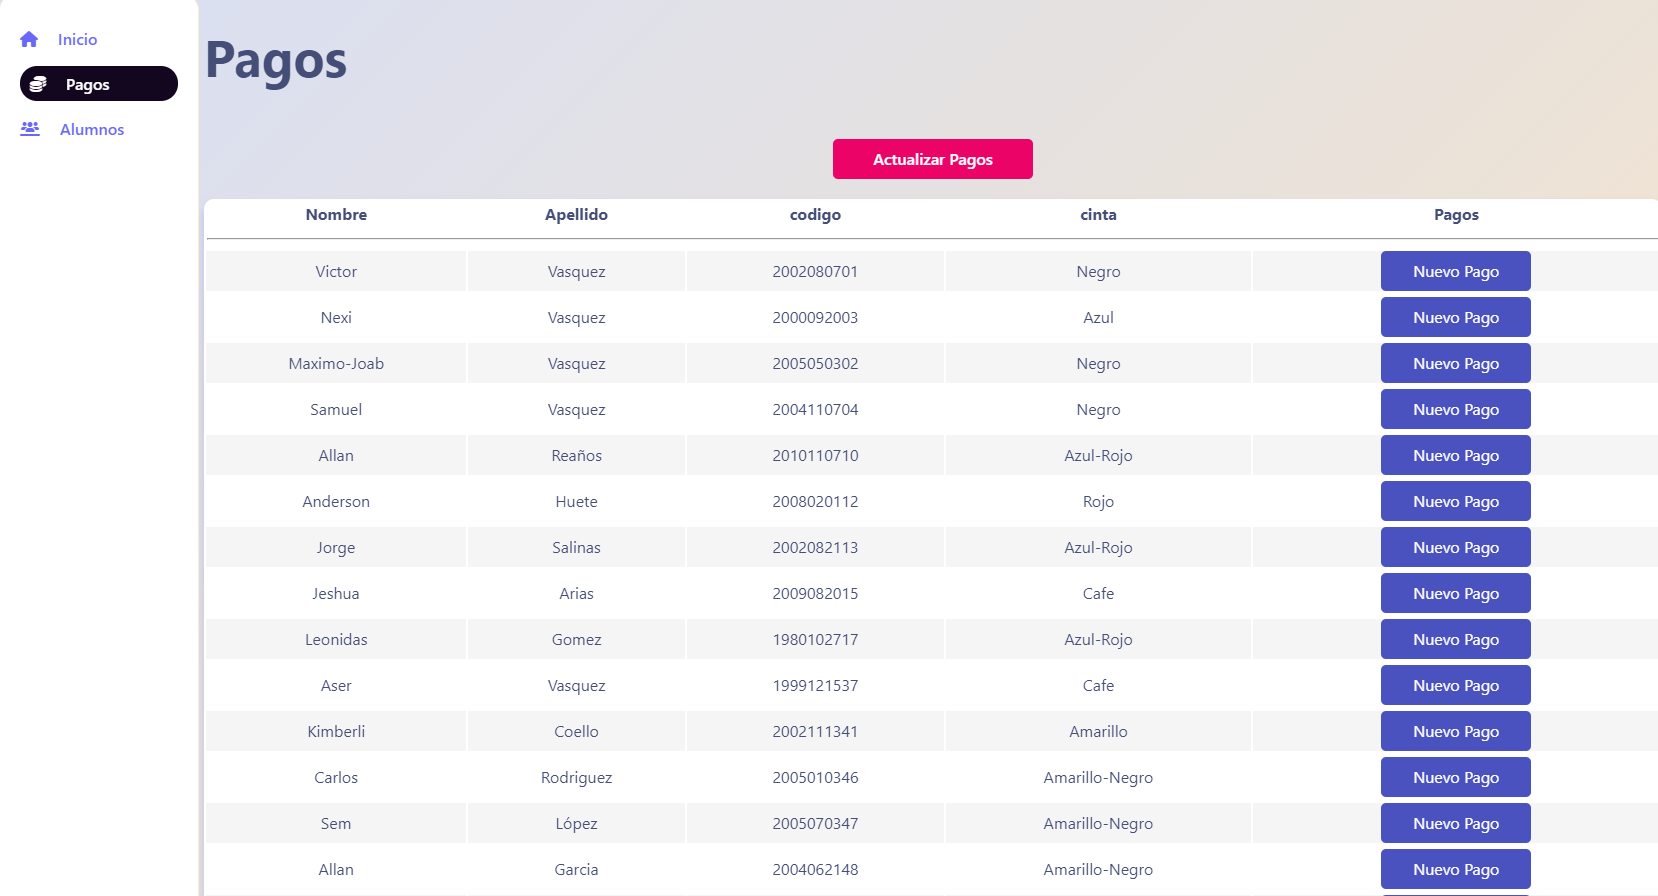 Inicio
Pagos
Alumnos
Pagos
Actualizar Pagos
Nombre Apellido codigo cinta Pagos
Victor Vasquez 2002080701 Negro Nuevo Pago
Nexi Vasquez 2000092003 Azul Nuevo Pago
Maximo-Joab Vasquez 2005050302 Negro Nuevo Pago
Samuel Vasquez 2004110704 Negro Nuevo Pago
Allan Reaños 2010110710 Azul-Rojo Nuevo Pago
Anderson Huete 2008020112 Rojo Nuevo Pago
Jorge Salinas 2002082113 Azul-Rojo Nuevo Pago
Jeshua Arias 2009082015 Cafe Nuevo Pago
Leonidas Gomez 1980102717 Azul-Rojo Nuevo Pago
Aser Vasquez 1999121537 Cafe Nuevo Pago
Kimberli Coello 2002111341 Amarillo Nuevo Pago
Carlos Rodriguez 2005010346 Amarillo-Negro Nuevo Pago
Sem López 2005070347 Amarillo-Negro Nuevo Pago
Allan Garcia 2004062148 Amarillo-Negro Nuevo Pago